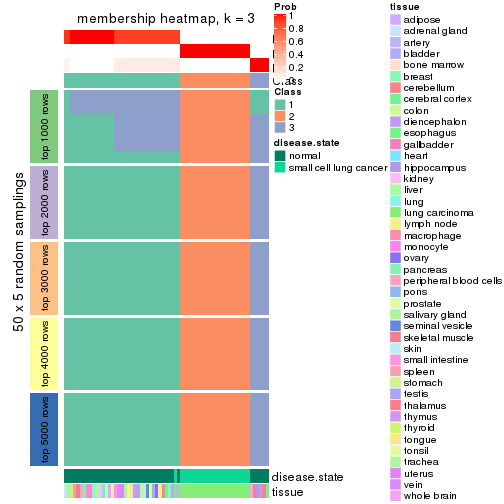 membership heatmap, k = 3
50 x 5 random samplings
top 1000 rows
top 2000 rows
top 3000 rows
top 4000 rows
top 5000 rows
Class
disease.state
tissue
Prob
1
0.8
0.6
0.4
0.2
0
Class
1
2
3
disease.state
normal
small cell lung cancer
tissue
adipose
adrenal gland
artery
bladder
bone marrow
breast
cerebellum
cerebral cortex
colon
diencephalon
esophagus
gallbladder
heart
hippocampus
kidney
liver
lung
lung carcinoma
lymph node
macrophage
monocyte
ovary
pancreas
peripheral blood cells
pons
prostate
salivary gland
seminal vesicle
skeletal muscle
skin
small intestine
spleen
stomach
testis
thalamus
thymus
thyroid
tongue
tonsil
trachea
uterus
vein
whole brain